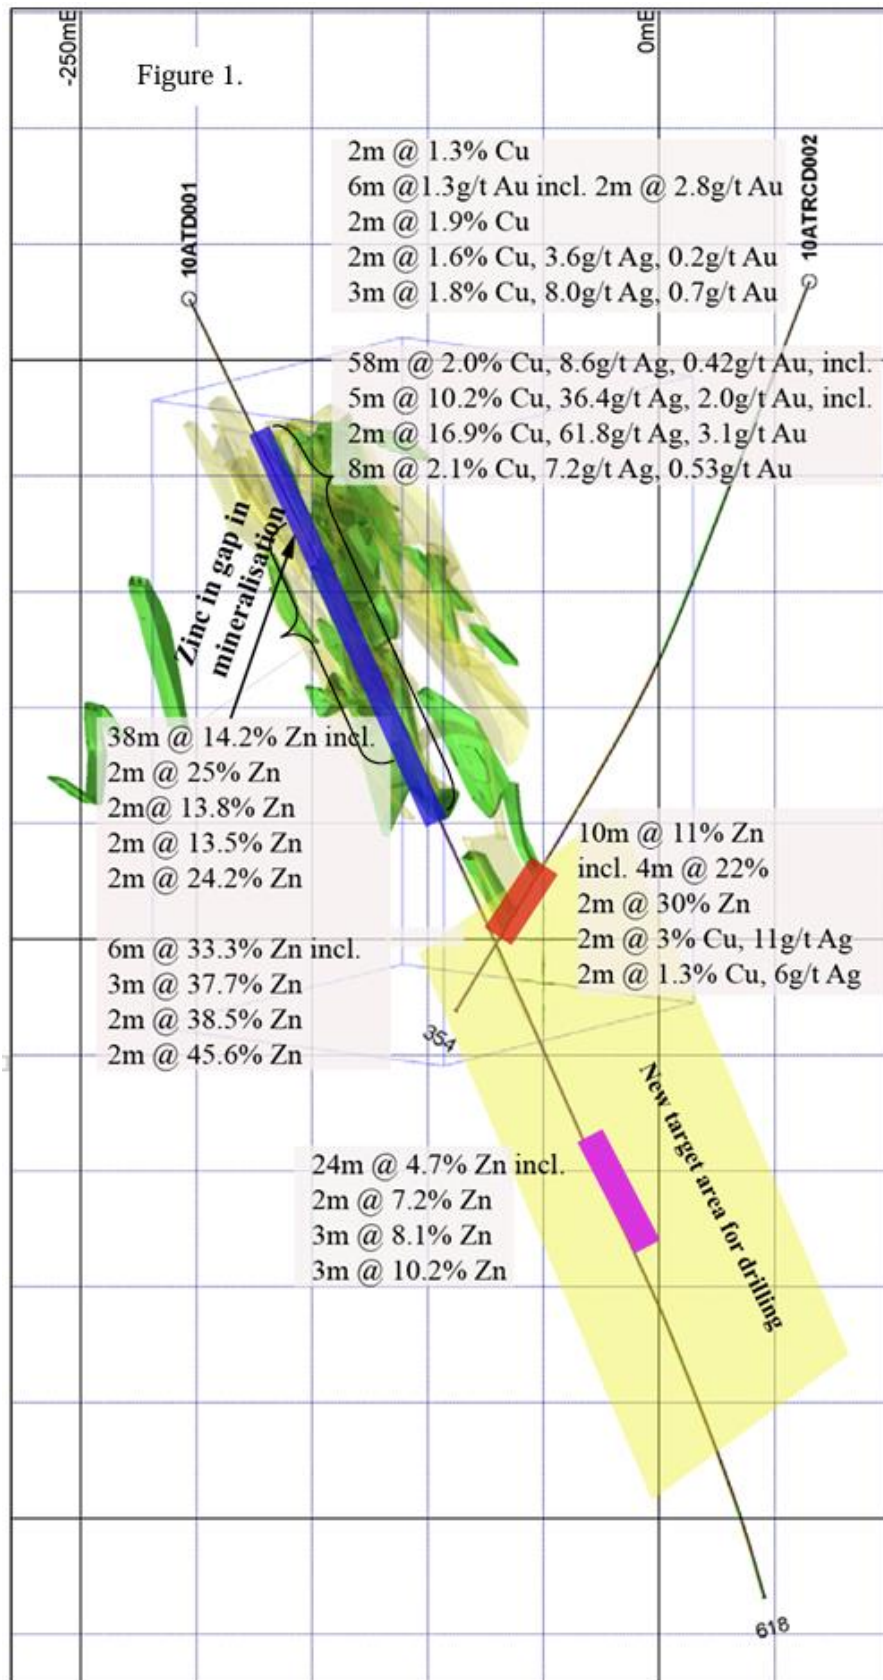 -250mE
0mE
Figure 1.
10ATD001
10ATRCD002
2m @ 1.3% Cu
6m @1.3g/t Au incl. 2m @ 2.8g/t Au
2m @ 1.9% Cu
2m @ 1.6% Cu, 3.6g/t Ag, 0.2g/t Au
3m @ 1.8% Cu, 8.0g/t Ag, 0.7g/t Au
58m @ 2.0% Cu, 8.6g/t Ag, 0.42g/t Au, incl.
5m @ 10.2% Cu, 36.4g/t Ag, 2.0g/t Au, incl.
2m @ 16.9% Cu, 61.8g/t Ag, 3.1g/t Au
8m @ 2.1% Cu, 7.2g/t Ag, 0.53g/t Au
Zinc in gap in
mineralisation
38m @ 14.2% Zn incl.
2m @ 25% Zn
2m@ 13.8% Zn
2m @ 13.5% Zn
2m @ 24.2% Zn
6m @ 33.3% Zn incl.
3m @ 37.7% Zn
2m @ 38.5% Zn
2m @ 45.6% Zn
10m @ 11% Zn
incl. 4m @ 22%
2m @ 30% Zn
2m @ 3% Cu, 11g/t Ag
2m @ 1.3% Cu, 6g/t Ag
354
New target area for drilling
24m @ 4.7% Zn incl.
2m @ 7.2% Zn
3m @ 8.1% Zn
3m @ 10.2% Zn
618